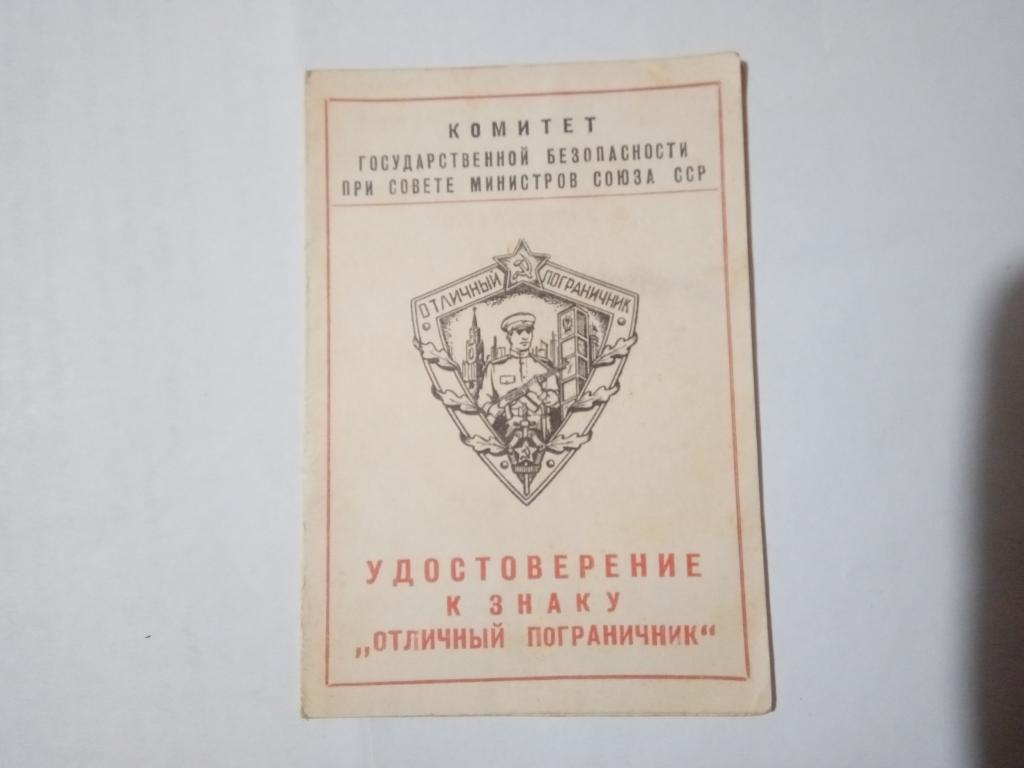 КОМИТЕТ
ГОСУДАРСТВЕННОЙ БЕЗОПАСНОСТИ
ПРИ СОВЕТЕ МИНИСТРОВ СОЮЗА ССР
ОТЛИЧНЫЙ ПОГРАНИЧНИК
УДОСТОВЕРЕНИЕ
К ЗНАКУ
„ОТЛИЧНЫЙ ПОГРАНИЧНИК“